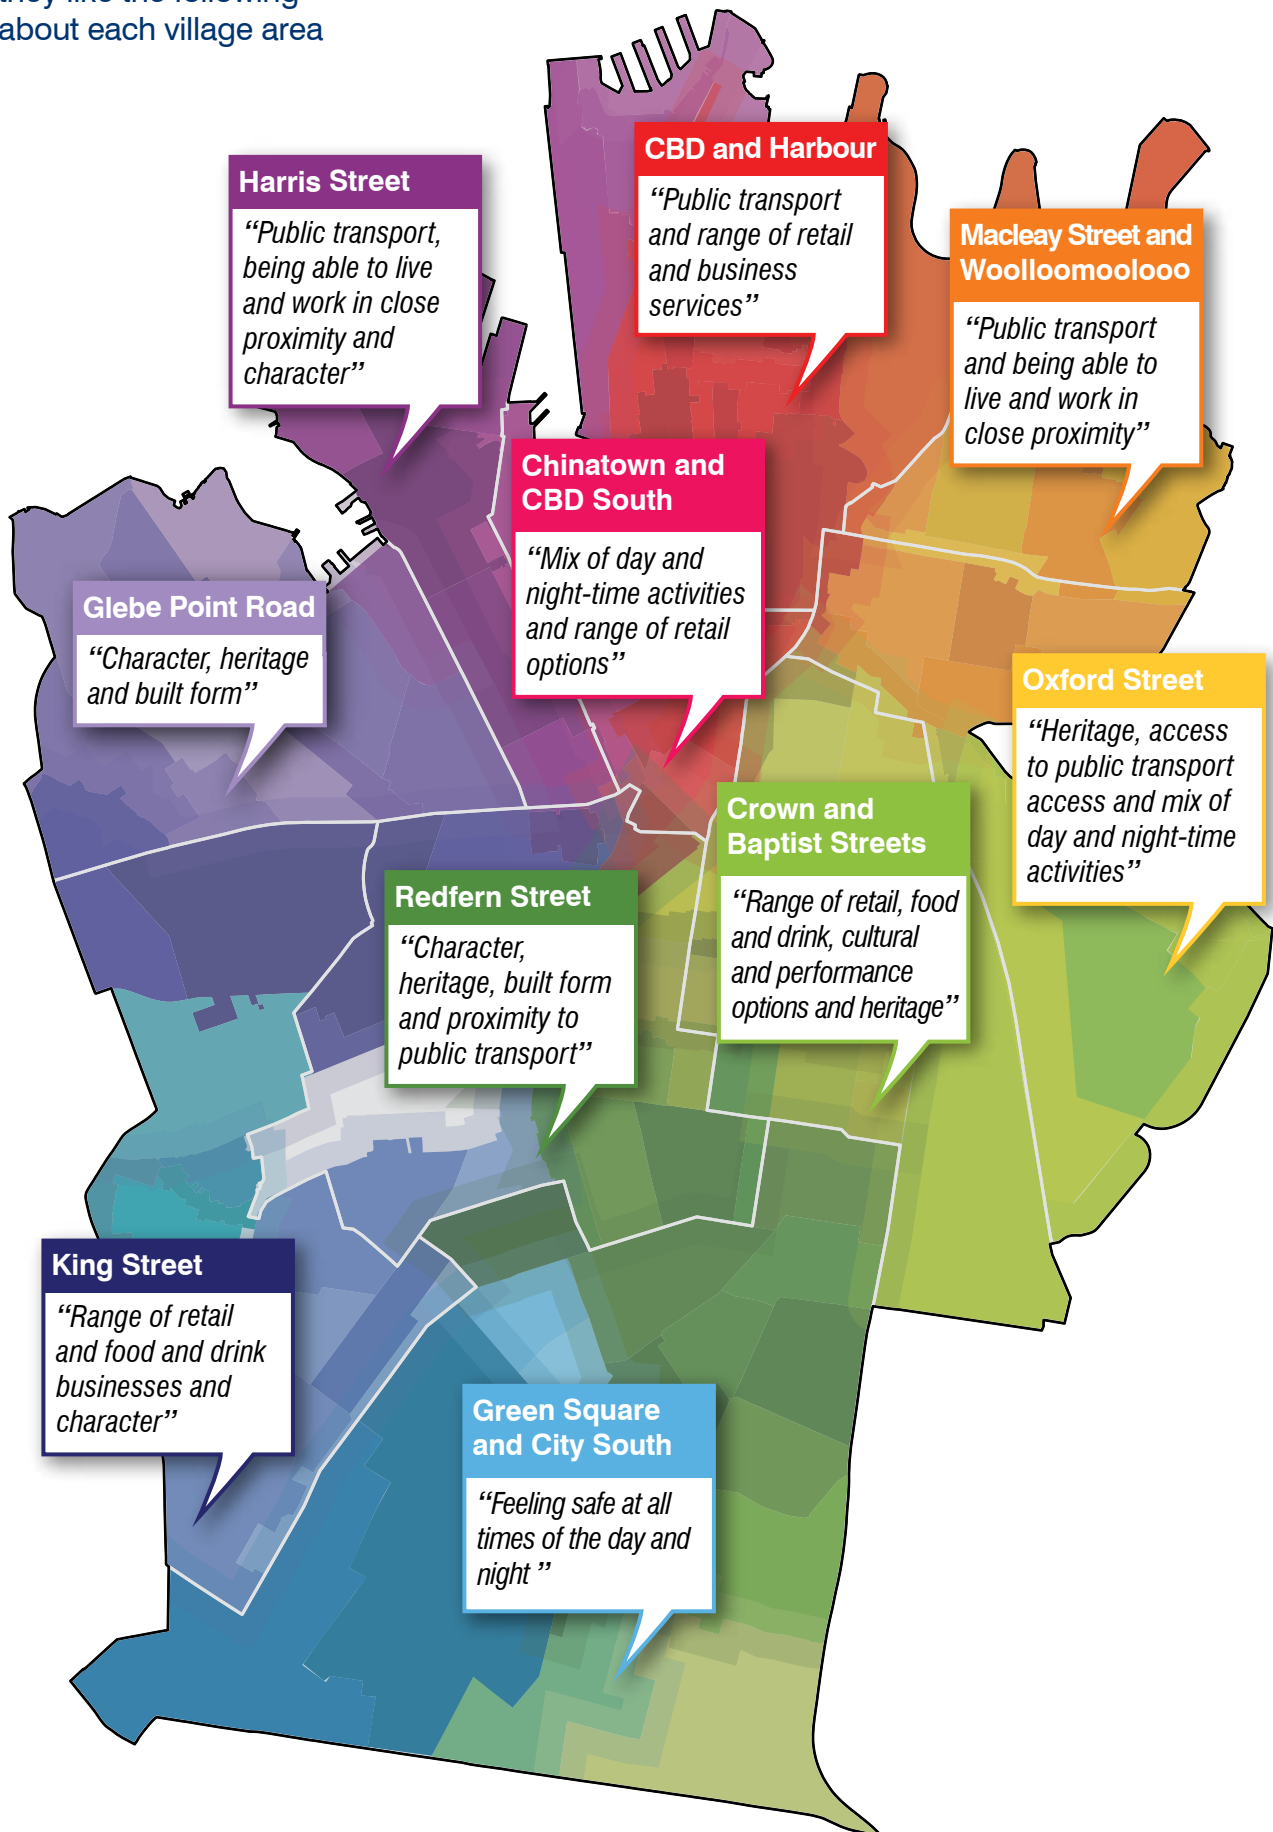 they like the following
about each village area
CBD and Harbour
“Public transport
and range of retail
and business
services”
Harris Street
“Public transport,
being able to live
and work in close
proximity and
character”
Macleay Street and
Woolloomoolooo
“Public transport
and being able to
live and work in
close proximity”
Chinatown and
CBD South
“Mix of day and
night-time activities
and range of retail
options”
Glebe Point Road
“Character, heritage
and built form”
Oxford Street
“Heritage, access
to public transport
access and mix of
day and night-time
activities”
Crown and
Baptist Streets
“Range of retail, food
and drink, cultural
and performance
options and heritage”
Redfern Street
“Character,
heritage, built form
and proximity to
public transport”
King Street
“Range of retail
and food and drink
businesses and
character”
Green Square
and City South
“Feeling safe at all
times of the day and
night ”